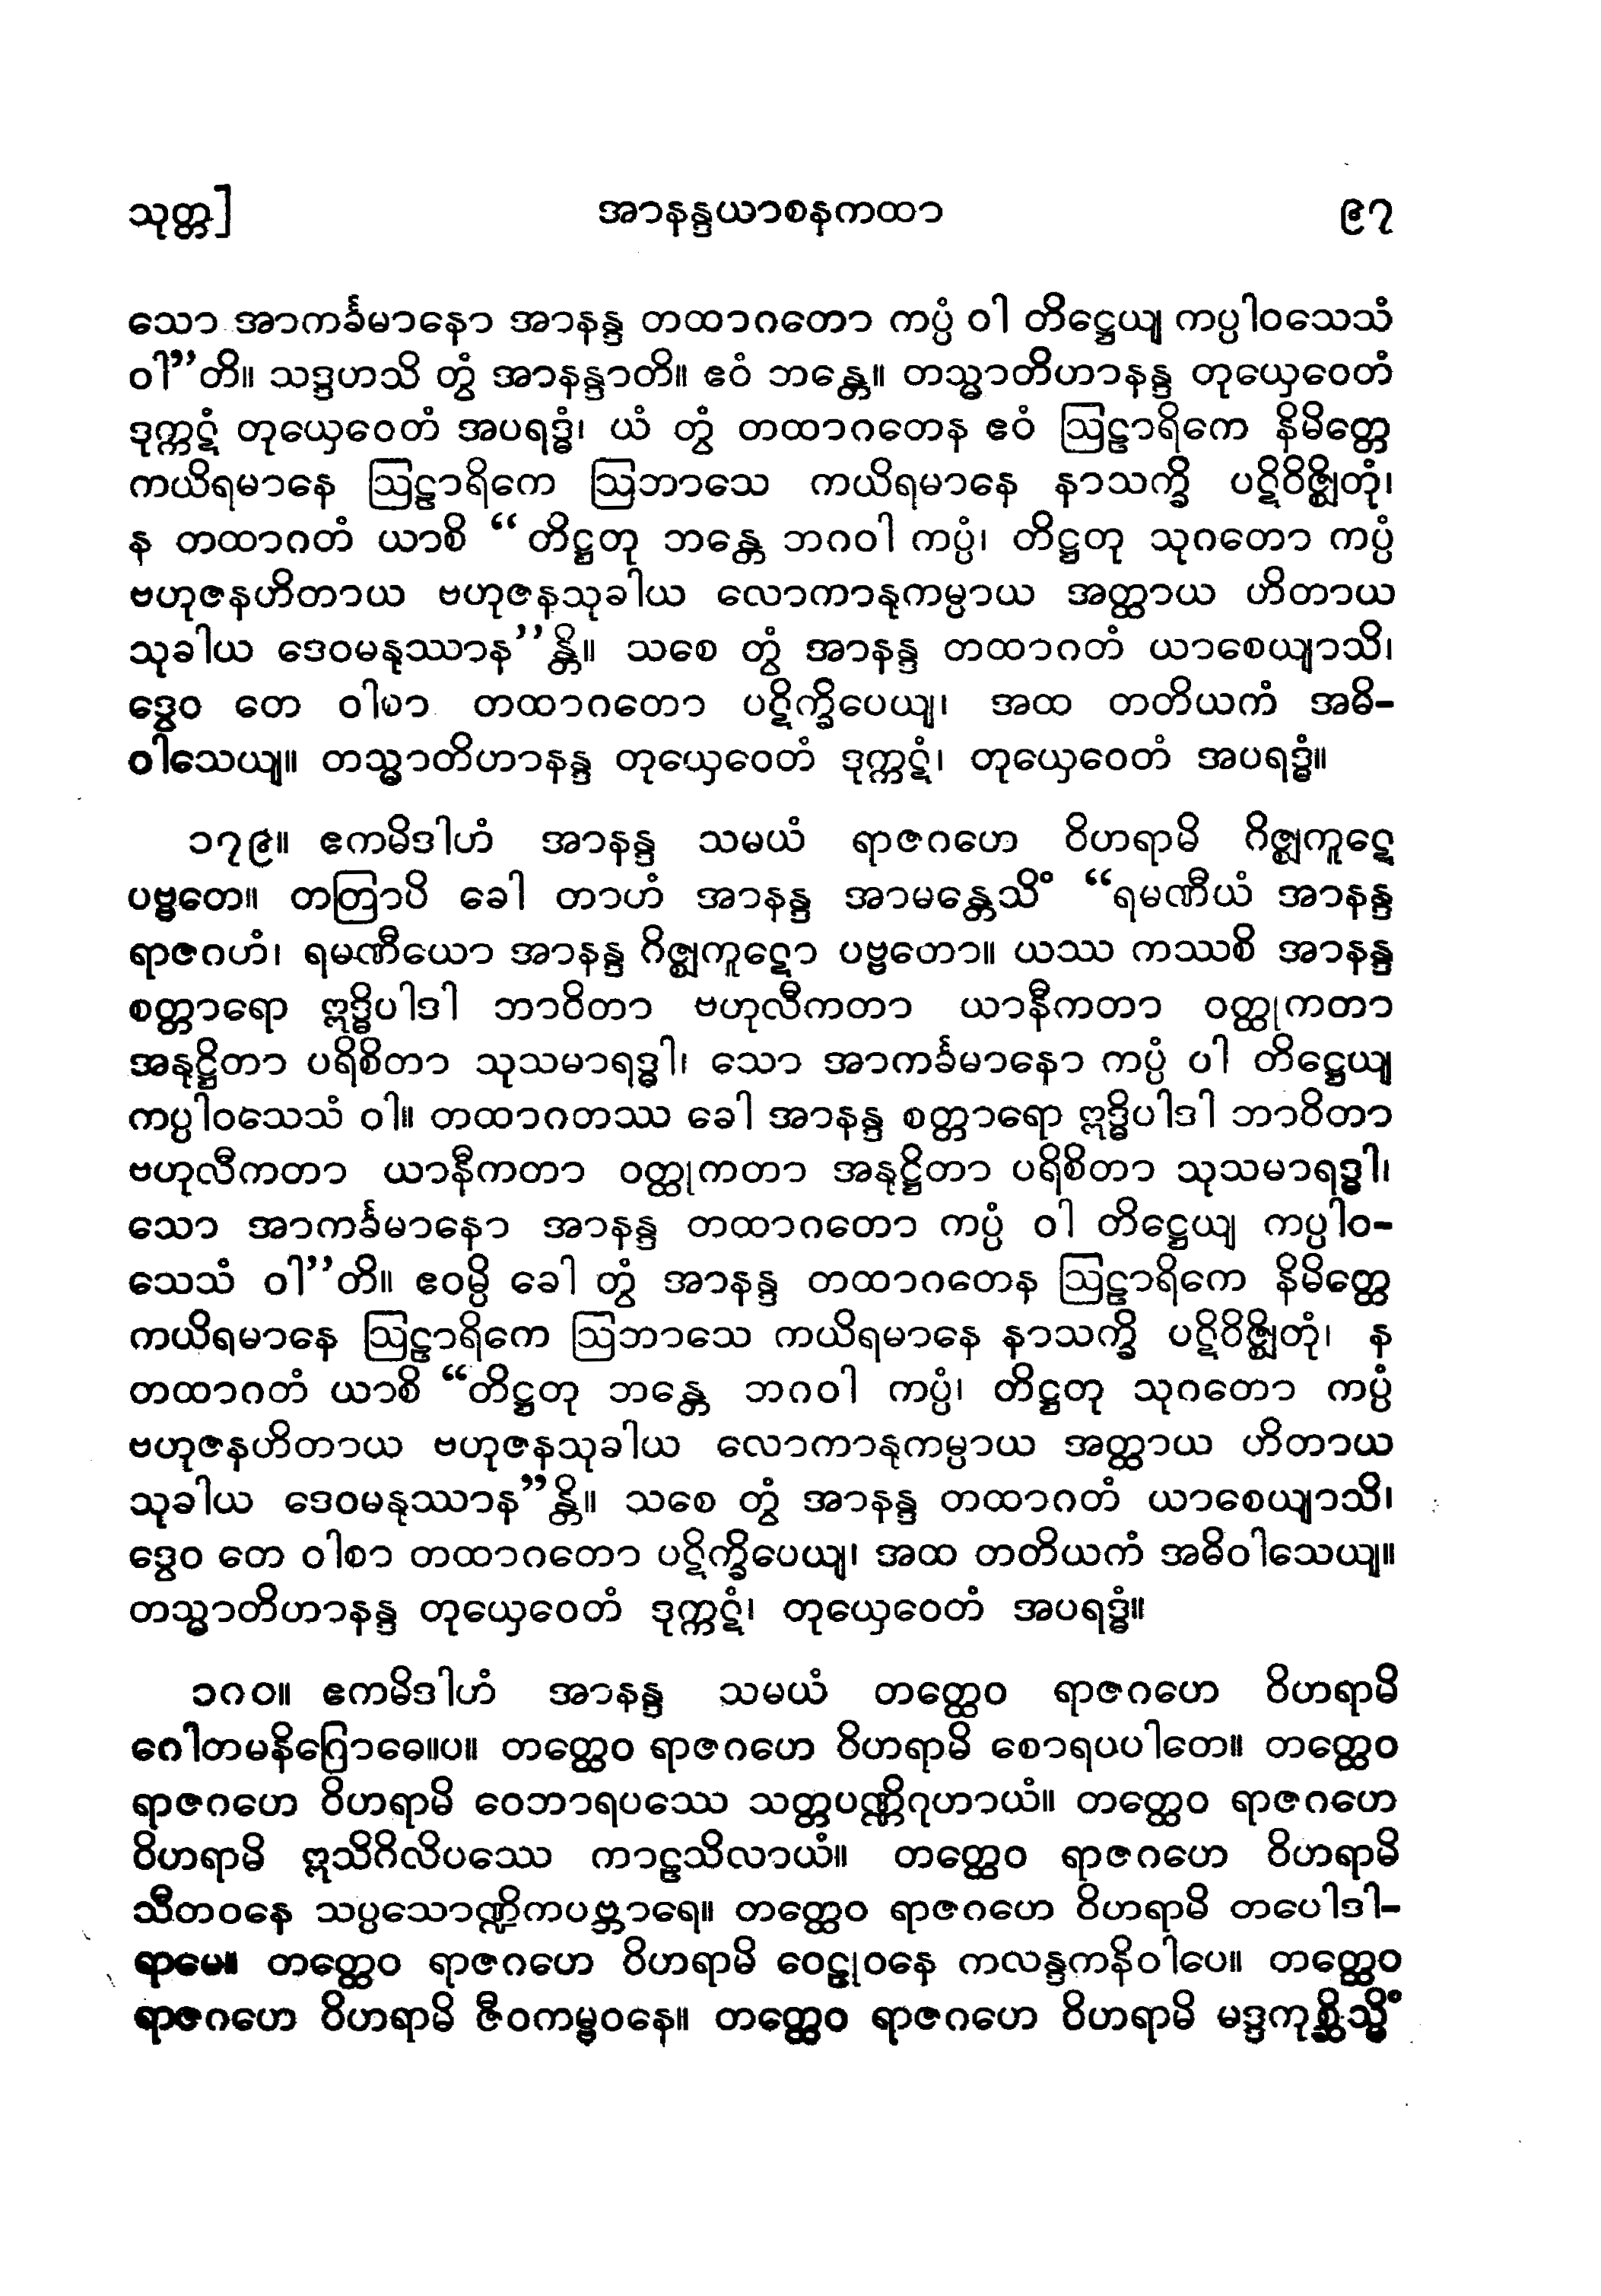 သုတ္တ] အာနန္ဒယာစနကထာ ၉၇
သော အာကင်္ခမာနော အာနန္ဒ တထာဂတော ကပ္ပံ ဝါ တိဋ္ဌေယျ ကပ္ပါဝသေသံ
ဝါ”တိ။ သဒ္ဒဟသိ တွံ အာနန္ဒာတိ။ ဧဝံ ဘန္တေ။ တသ္မာတိဟာနန္ဒ တုယှေဝေတံ
ဒုက္ကဋံ တုယှေဝေတံ အပရဒ္ဓံ၊ ယံ တွံ တထာဂတေန ဧဝံ ဩဠာရိကေ နိမိတ္တေ
ကယိရမာနေ ဩဠာရိကေ ဩဘာသေ ကယိရမာနေ နာသက္ခိ ပဋိဝိဇ္ဈိတုံ၊
န တထာဂတံ ယာစိ “တိဋ္ဌတု ဘန္တေ ဘဂဝါ ကပ္ပံ၊ တိဋ္ဌတု သုဂတော ကပ္ပံ
ဗဟုဇနဟိတာယ ဗဟုဇနသုခါယ လောကာနုကမ္ပာယ အတ္ထာယ ဟိတာယ
သုခါယ ဒေဝမနုဿာန”န္တိ။ သစေ တွံ အာနန္ဒ တထာဂတံ ယာစေယျာသိ၊
ဒွေဝ တေ ဝါစာ တထာဂတော ပဋိက္ခိပေယျ၊ အထ တတိယကံ အဓိ-
ဝါသေယျ။ တသ္မာတိဟာနန္ဒ တုယှေဝေတံ ဒုက္ကဋံ၊ တုယှေဝေတံ အပရဒ္ဓံ။
၁၇၉။ ဧကမိဒါဟံ အာနန္ဒ သမယံ ရာဇဂဟေ ဝိဟရာမိ ဂိဇ္ဈကူဋေ
ပဗ္ဗတေ။ တတြာပိ ခေါ တာဟံ အာနန္ဒ အာမန္တေသိံ “ရမဏီယံ အာနန္ဒ
ရာဇဂဟံ၊ ရမဏီယော အာနန္ဒ ဂိဇ္ဈကူဋော ပဗ္ဗတော။ ယဿ ကဿစိ အာနန္ဒ
စတ္တာရော ဣဒ္ဓိပါဒါ ဘာဝိတာ ဗဟုလီကတာ ယာနီကတာ ဝတ္ထုကတာ
အနုဋ္ဌိတာ ပရိစိတာ သုသမာရဒ္ဓါ၊ သော အာကင်္ခမာနော ကပ္ပံ ဝါ တိဋ္ဌေယျ
ကပ္ပါဝသေသံ ဝါ။ တထာဂတဿ ခေါ အာနန္ဒ စတ္တာရော ဣဒ္ဓိပါဒါ ဘာဝိတာ
ဗဟုလီကတာ ယာနီကတာ ဝတ္ထုကတာ အနုဋ္ဌိတာ ပရိစိတာ သုသမာရဒ္ဓါ၊
သော အာကင်္ခမာနော အာနန္ဒ တထာဂတော ကပ္ပံ ဝါ တိဋ္ဌေယျ ကပ္ပါဝ-
သေသံ ဝါ”တိ။ ဧဝမ္ပိ ခေါ တွံ အာနန္ဒ တထာဂတေန ဩဠာရိကေ နိမိတ္တေ
ကယိရမာနေ ဩဠာရိကေ ဩဘာသေ ကယိရမာနေ နာသက္ခိ ပဋိဝိဇ္ဈိတုံ၊ န
တထာဂတံ ယာစိ “တိဋ္ဌတု ဘန္တေ ဘဂဝါ ကပ္ပံ၊ တိဋ္ဌတု သုဂတော ကပ္ပံ
ဗဟုဇနဟိတာယ ဗဟုဇနသုခါယ လောကာနုကမ္ပာယ အတ္ထာယ ဟိတာယ
သုခါယ ဒေဝမနုဿာန”န္တိ။ သစေ တွံ အာနန္ဒ တထာဂတံ ယာစေယျာသိ၊
ဒွေဝ တေ ဝါစာ တထာဂတော ပဋိက္ခိပေယျ၊ အထ တတိယကံ အဓိဝါသေယျ။
တသ္မာတိဟာနန္ဒ တုယှေဝေတံ ဒုက္ကဋံ၊ တုယှေဝေတံ အပရဒ္ဓံ။
၁၈၀။ ဧကမိဒါဟံ အာနန္ဒ သမယံ တတ္ထေဝ ရာဇဂဟေ ဝိဟရာမိ
ဂေါတမနိဂြောဓေ။ပ။ တတ္ထေဝ ရာဇဂဟေ ဝိဟရာမိ စောရပပါတေ။ တတ္ထေဝ
ရာဇဂဟေ ဝိဟရာမိ ဝေဘာရပဿေ သတ္တပဏ္ဏိဂုဟာယံ။ တတ္ထေဝ ရာဇဂဟေ
ဝိဟရာမိ ဣသိဂိလိပဿေ ကာဠသိလာယံ။ တတ္ထေဝ ရာဇဂဟေ ဝိဟရာမိ
သီတဝနေ သပ္ပသောဏ္ဍိကပဗ္ဘာရေ။ တတ္ထေဝ ရာဇဂဟေ ဝိဟရာမိ တပေါဒါ-
ရာမေ။ တတ္ထေဝ ရာဇဂဟေ ဝိဟရာမိ ဝေဠုဝနေ ကလန္ဒကနိဝါပေ။ တတ္ထေဝ
ရာဇဂဟေ ဝိဟရာမိ ဇီဝကမ္ဗဝနေ။ တတ္ထေဝ ရာဇဂဟေ ဝိဟရာမိ မဒ္ဒကုစ္ဆိသ္မိံ